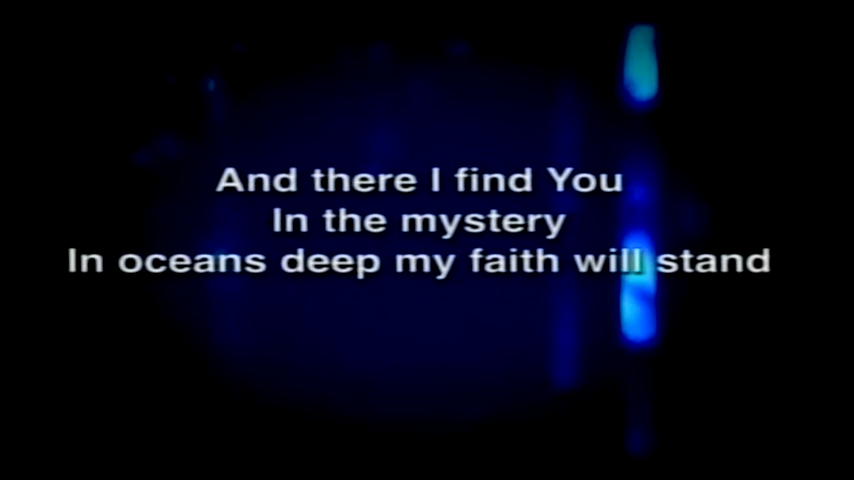 And there I find You
In the mystery
In oceans deep my faith will stand